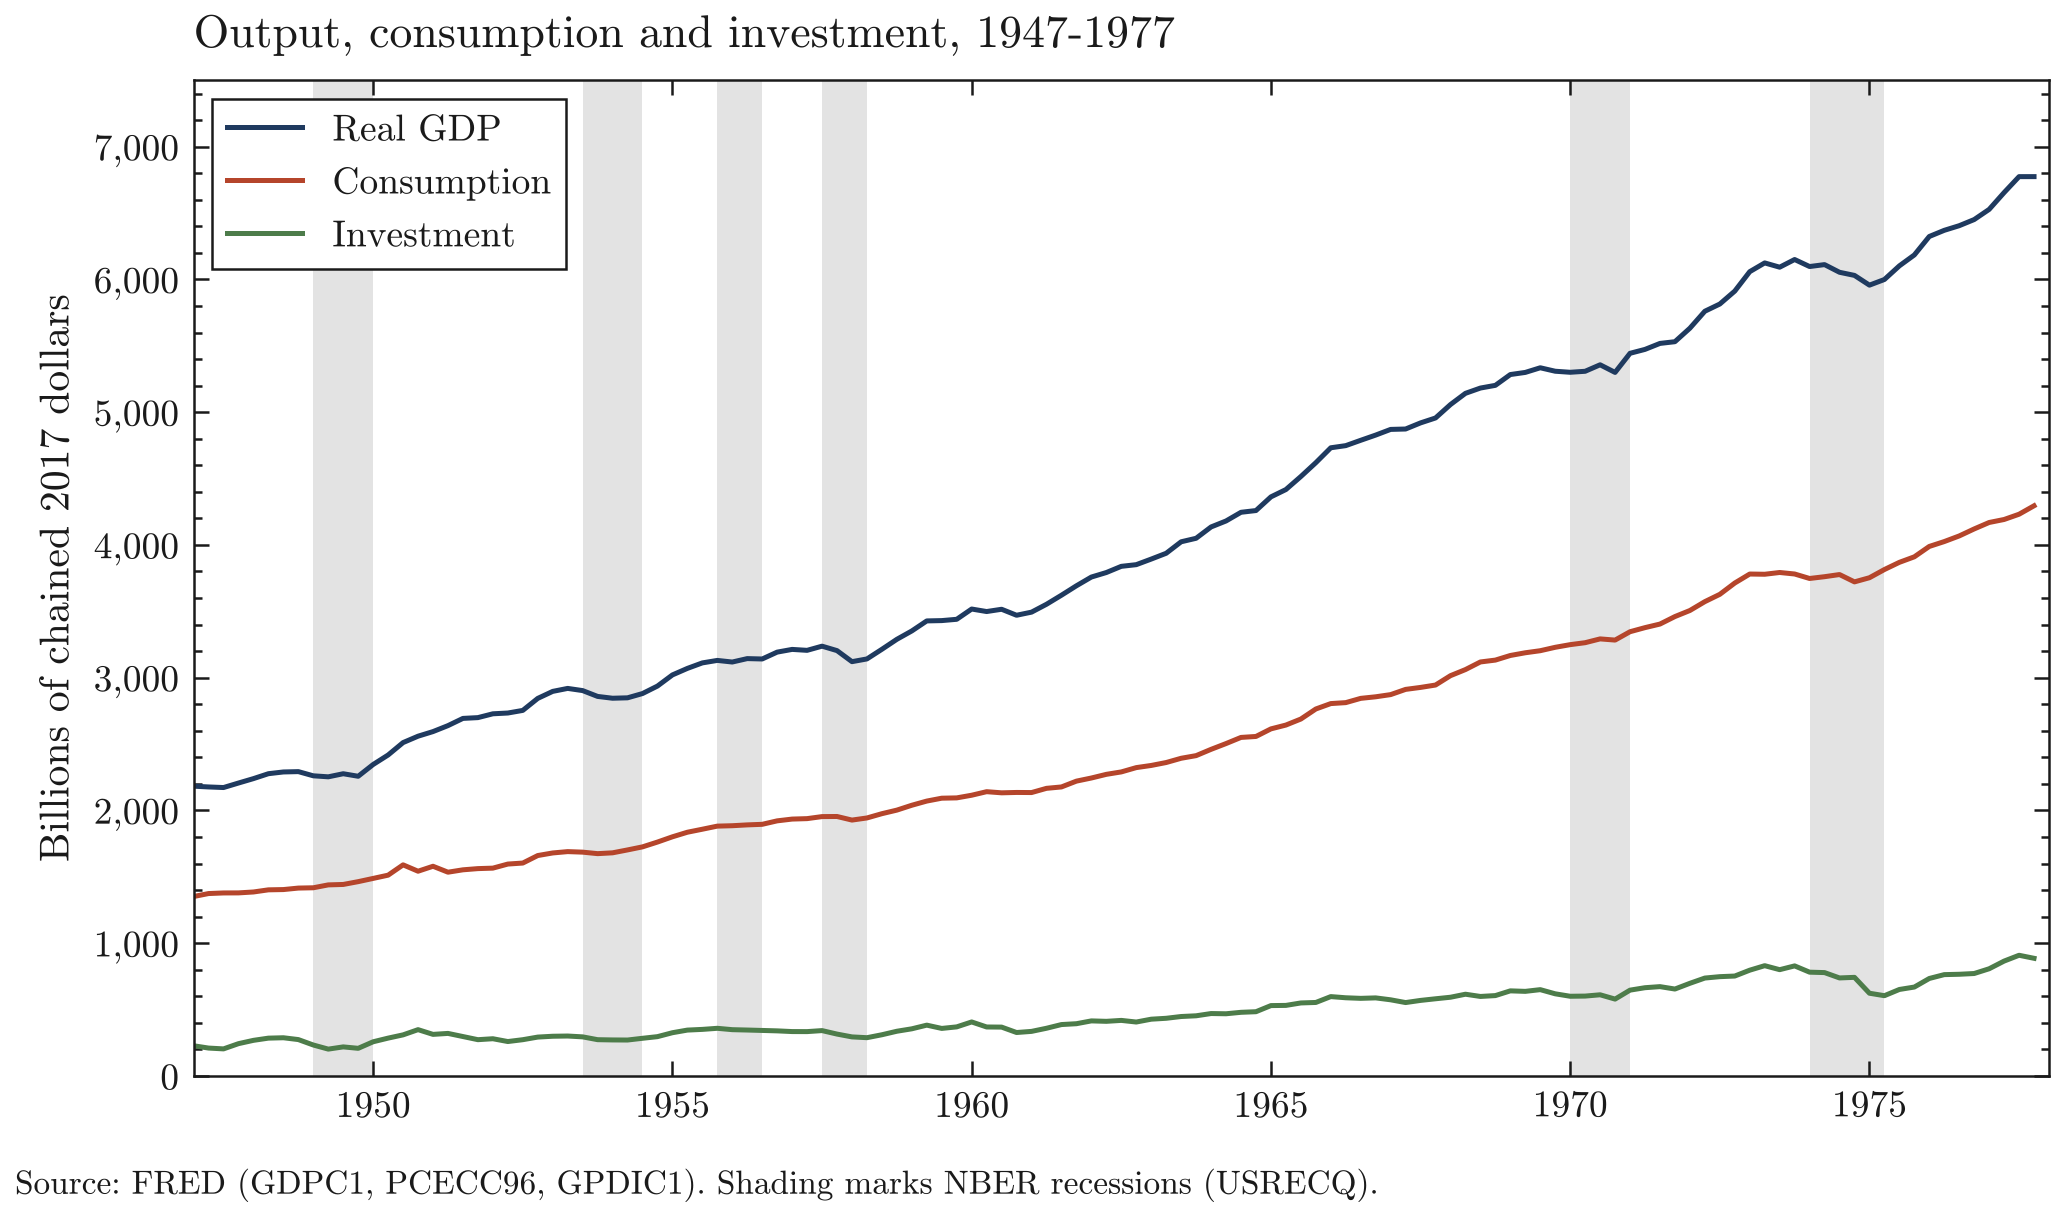 Output, consumption and investment, 1947-1977
Real GDP
Consumption
Investment
Billions of chained 2017 dollars
7,000
6,000
5,000
4,000
3,000
2,000
1,000
0
1950 1955 1960 1965 1970 1975
Source: FRED (GDPC1, PCECC96, GPDIC1). Shading marks NBER recessions (USRECQ).